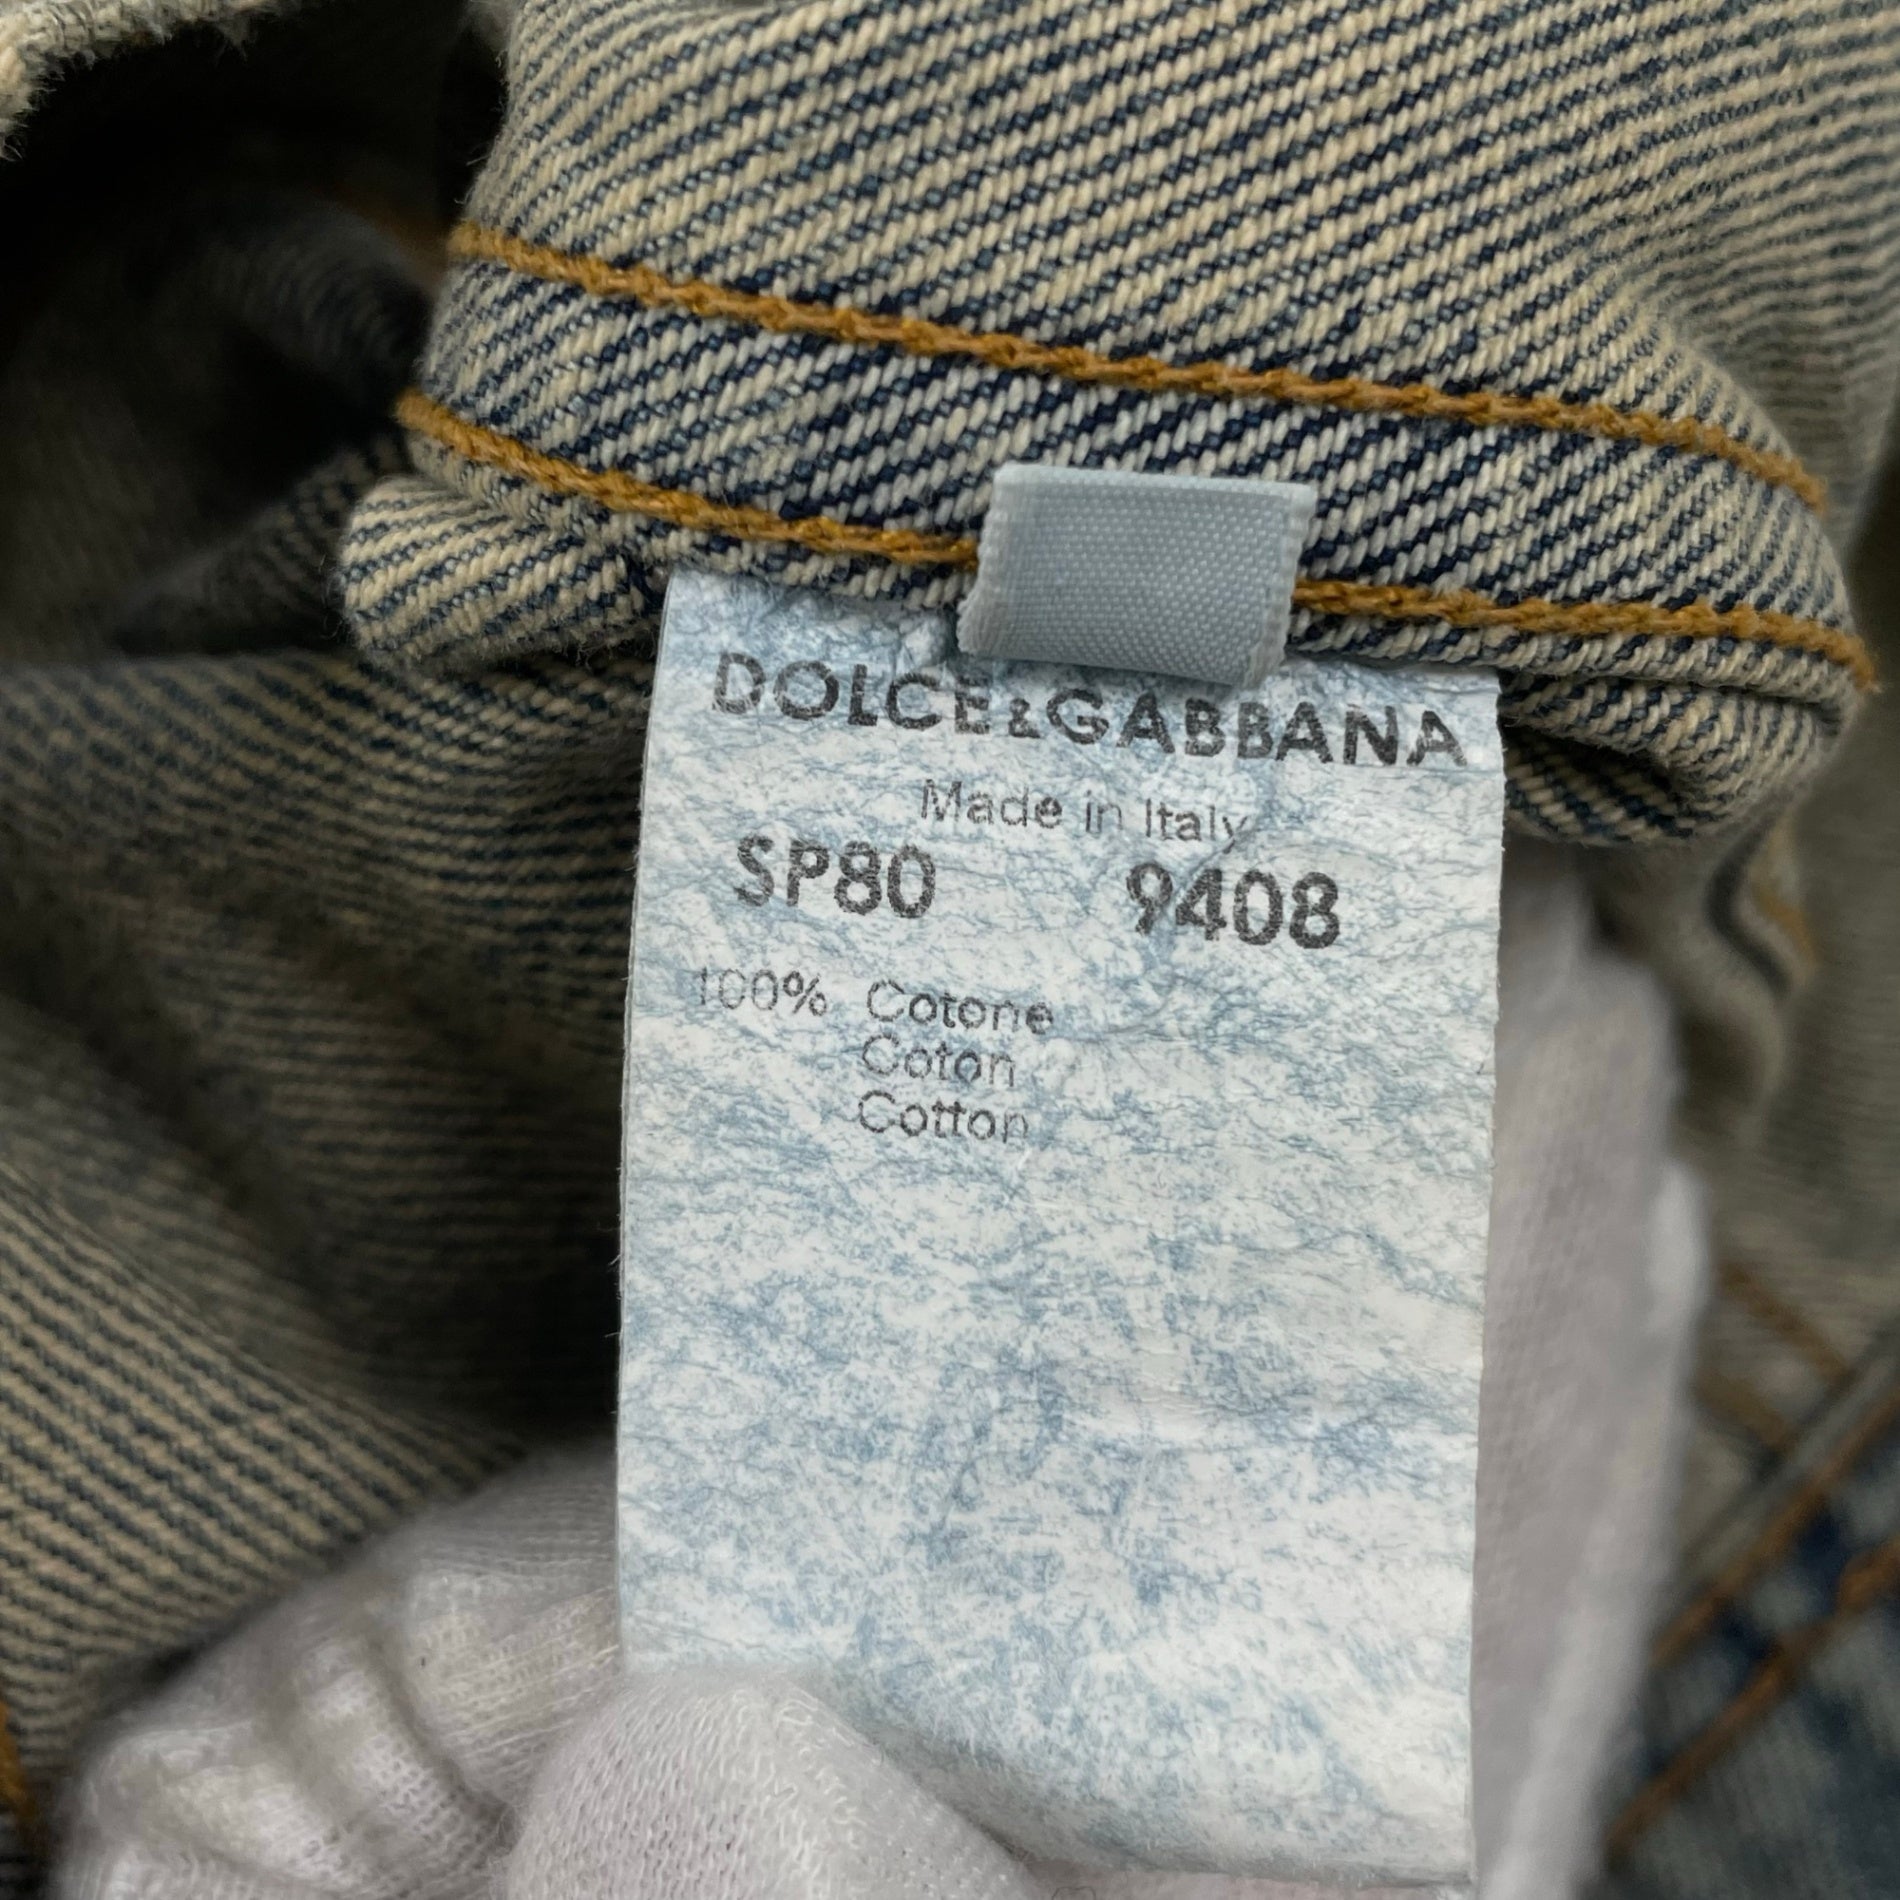 DOLCE&GABBANA
Made in Italy
SP80 9408
100% Cotone
Coton
Cotton